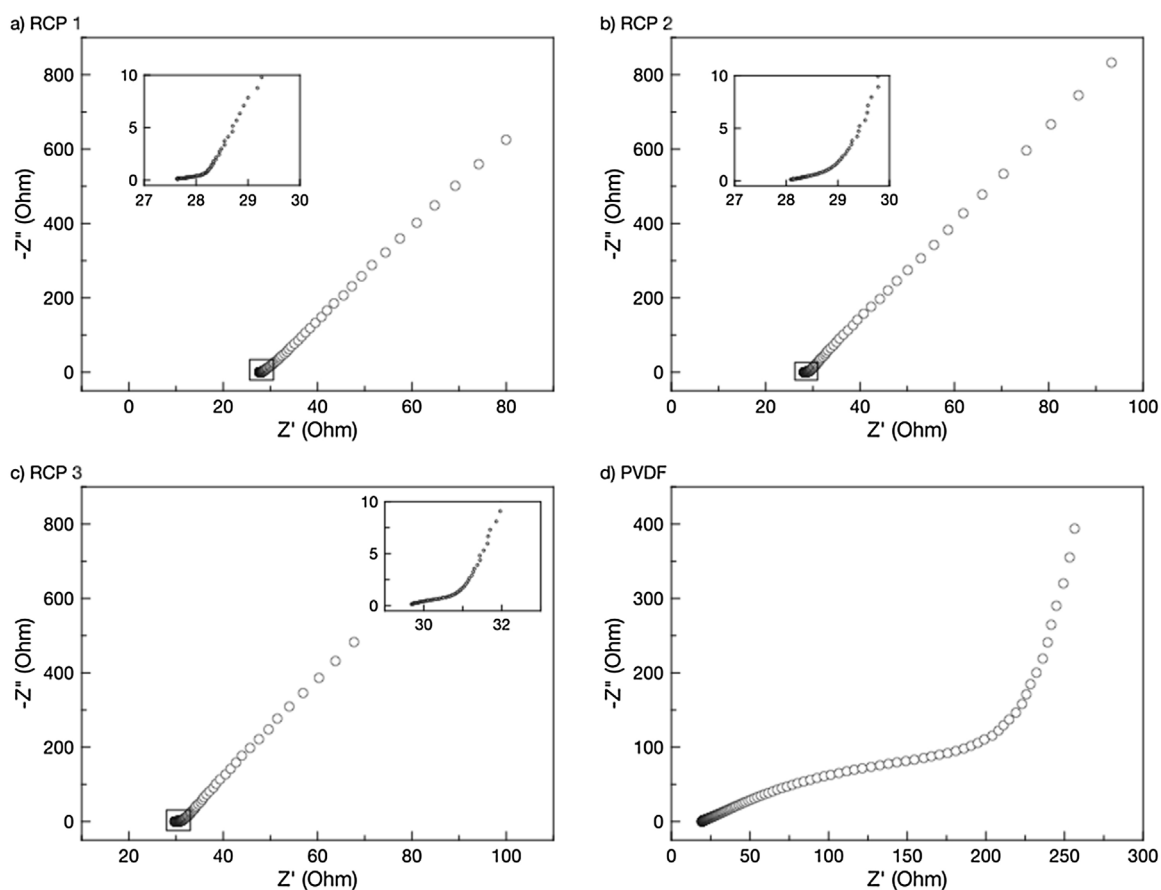 a) RCP 1
800
600
400
200
0
-Z" (Ohm)
10
5
0
27 28 29 30
0 20 40 60 80
Z' (Ohm)
b) RCP 2
800
600
400
200
0
-Z" (Ohm)
10
5
0
27 28 29 30
0 20 40 60 80 100
Z' (Ohm)
c) RCP 3
800
600
400
200
0
-Z" (Ohm)
10
5
0
30 32
20 40 60 80 100
Z' (Ohm)
d) PVDF
400
300
200
100
0
-Z" (Ohm)
0 50 100 150 200 250 300
Z' (Ohm)